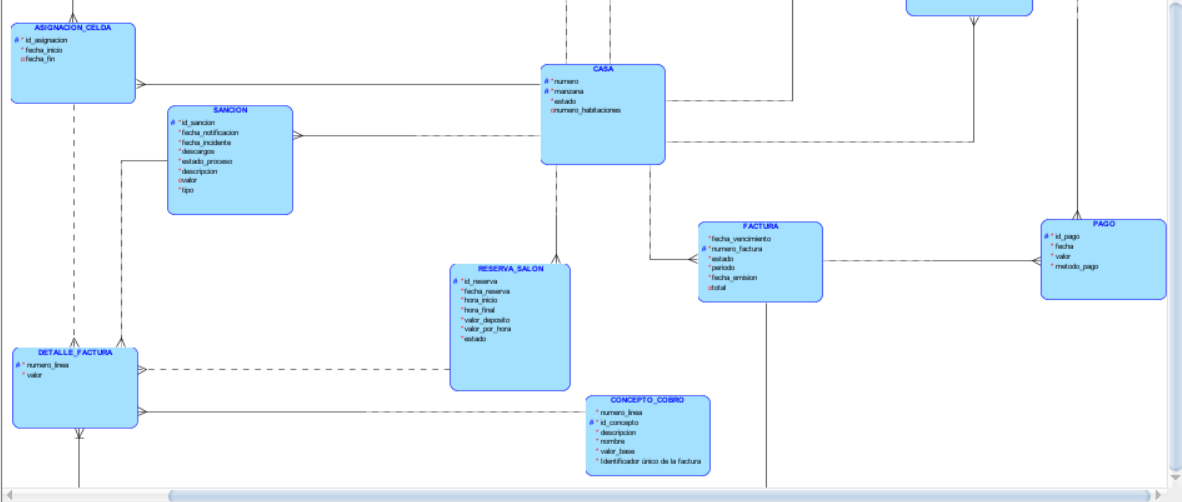 ASIGNACION_CELDA
# * id_asignacion
* fecha_inicio
o fecha_fin
CASA
# * numero
# * manzana
* estado
o numero_habitaciones
SANCION
# * id_sancion
* fecha_notificacion
* fecha_incidente
* descargos
* estado_proceso
* descripcion
o valor
* tipo
FACTURA
* fecha_vencimiento
# * numero_factura
* estado
* periodo
* fecha_emision
o total
PAGO
# * id_pago
* fecha
* valor
* metodo_pago
RESERVA_SALON
# * id_reserva
* fecha_reserva
* hora_inicio
* hora_final
* valor_deposito
* valor_por_hora
* estado
DETALLE_FACTURA
# * numero_linea
* valor
CONCEPTO_COBRO
* numero_linea
# * id_concepto
* descripcion
* nombre
* valor_base
* Identificador único de la factura